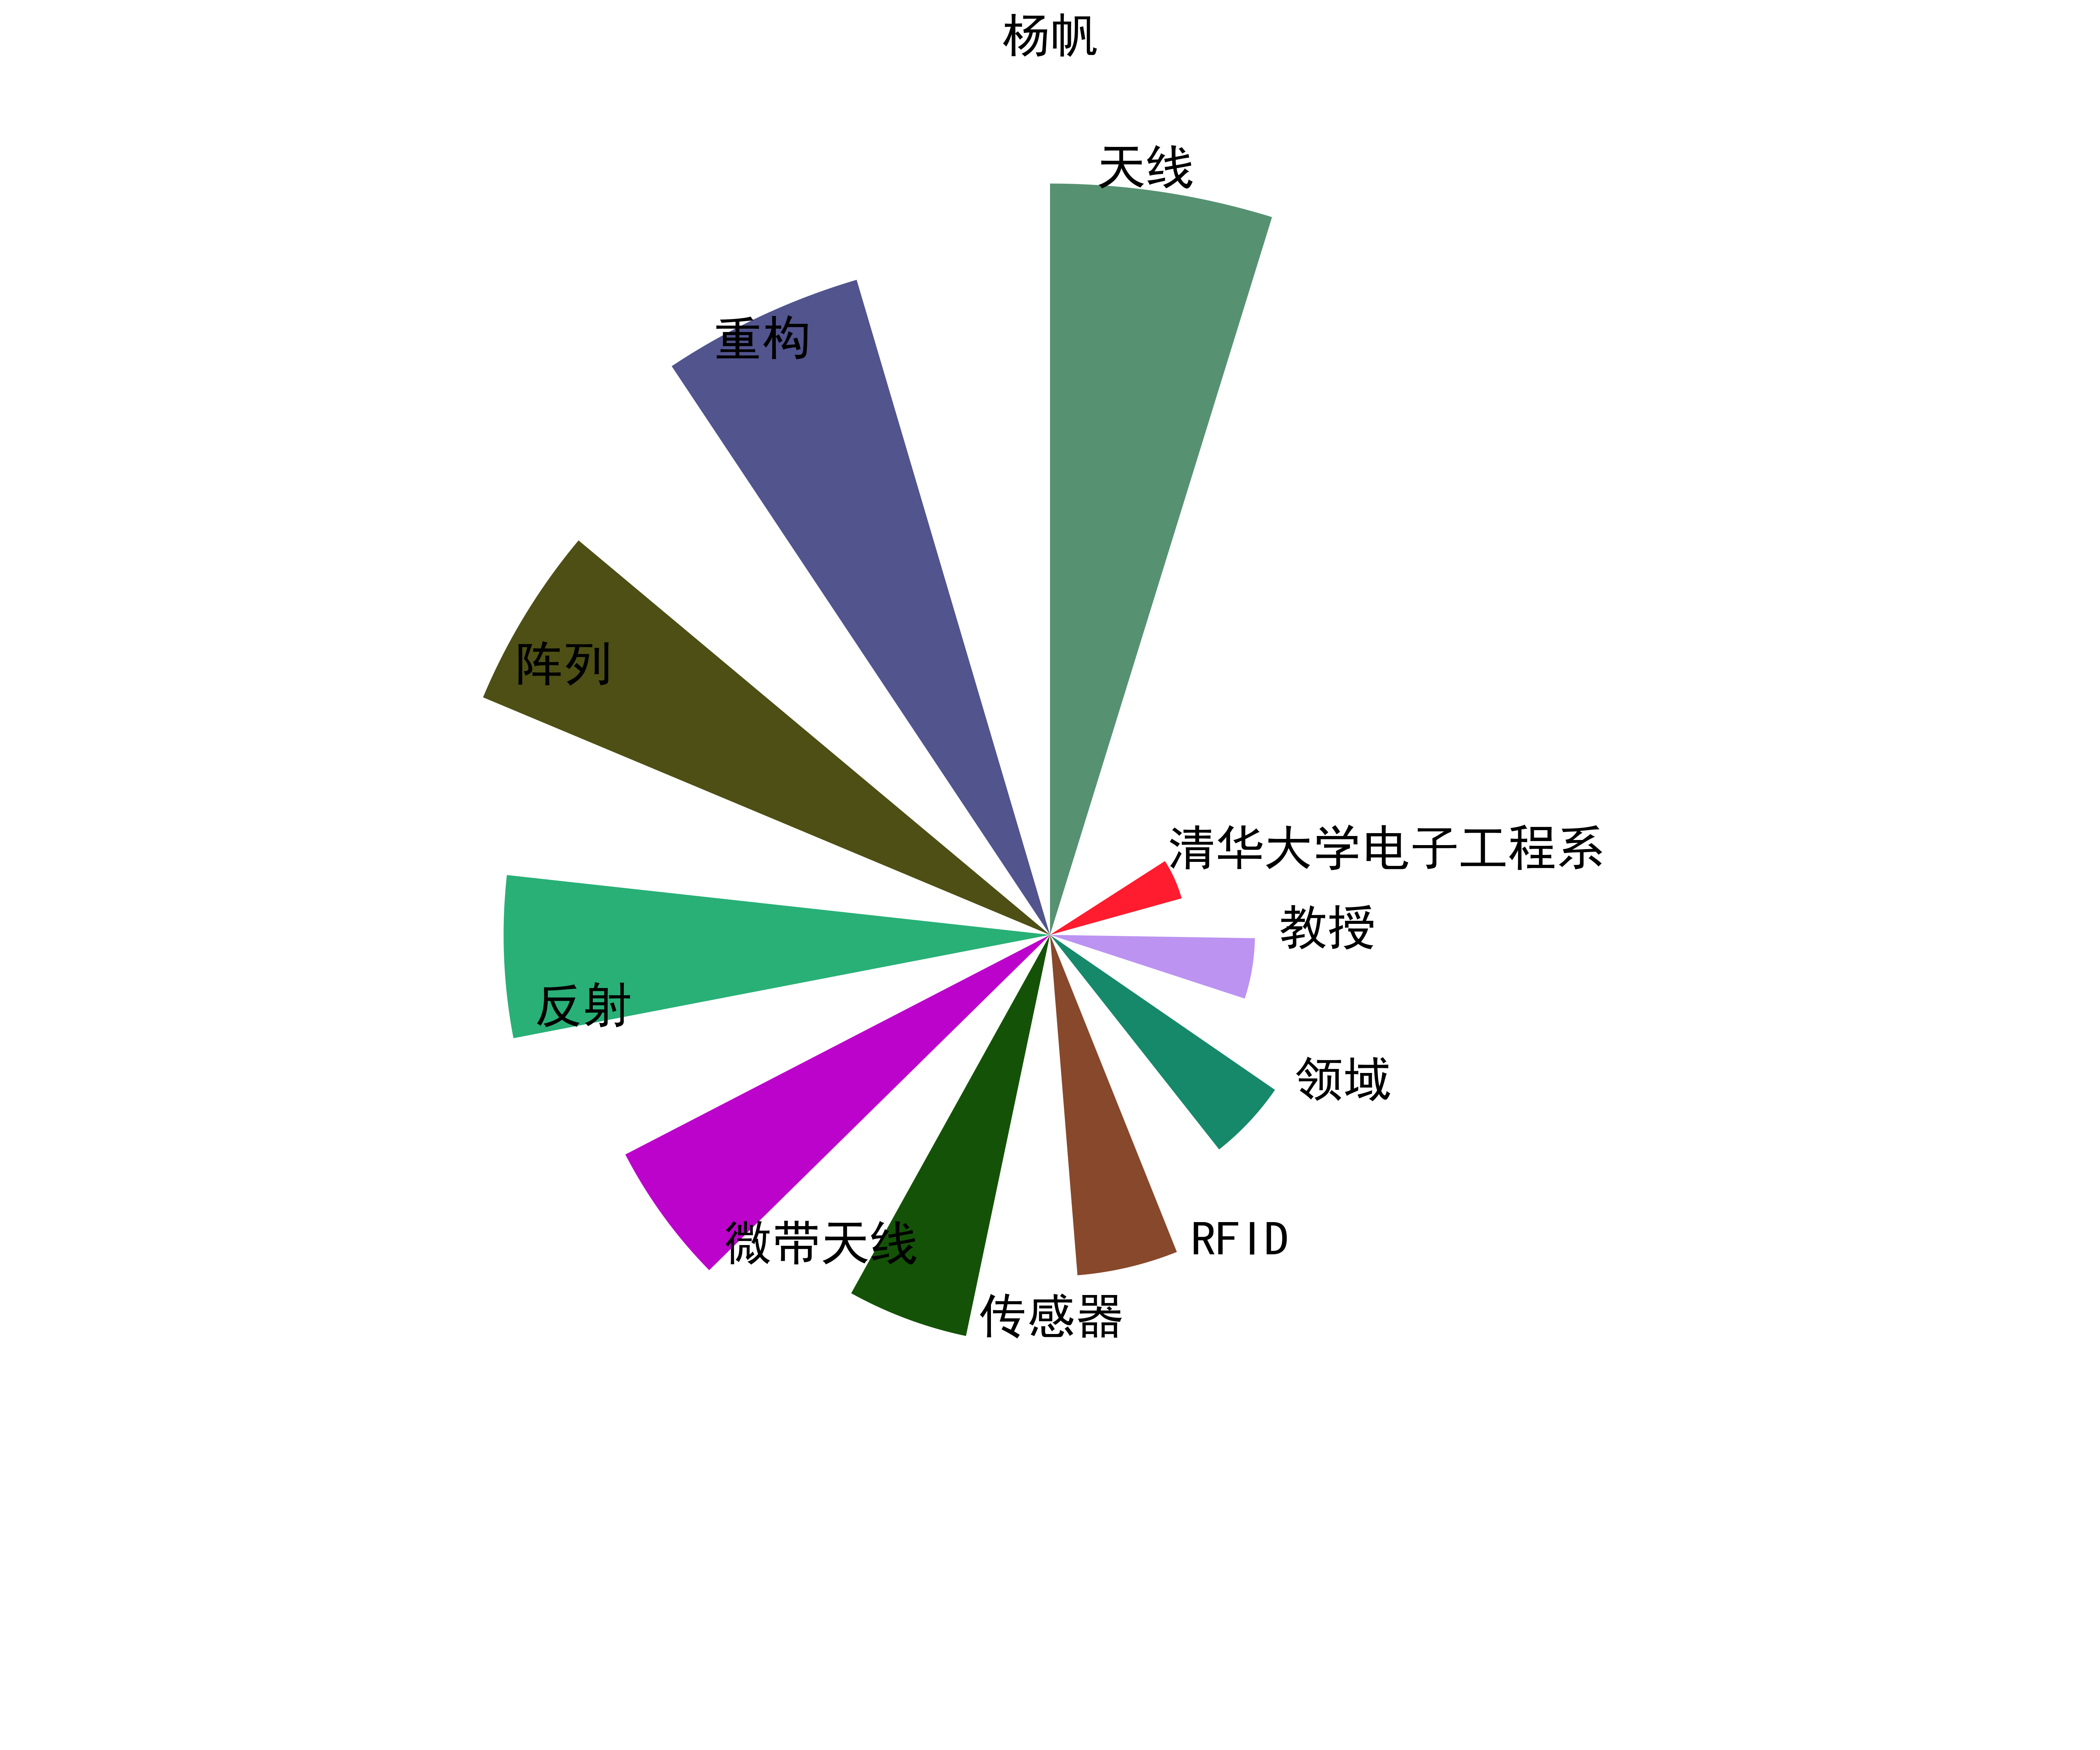 杨帆
天线
重构
阵列
清华大学电子工程系
教授
反射
领域
RFID
微带天线
传感器